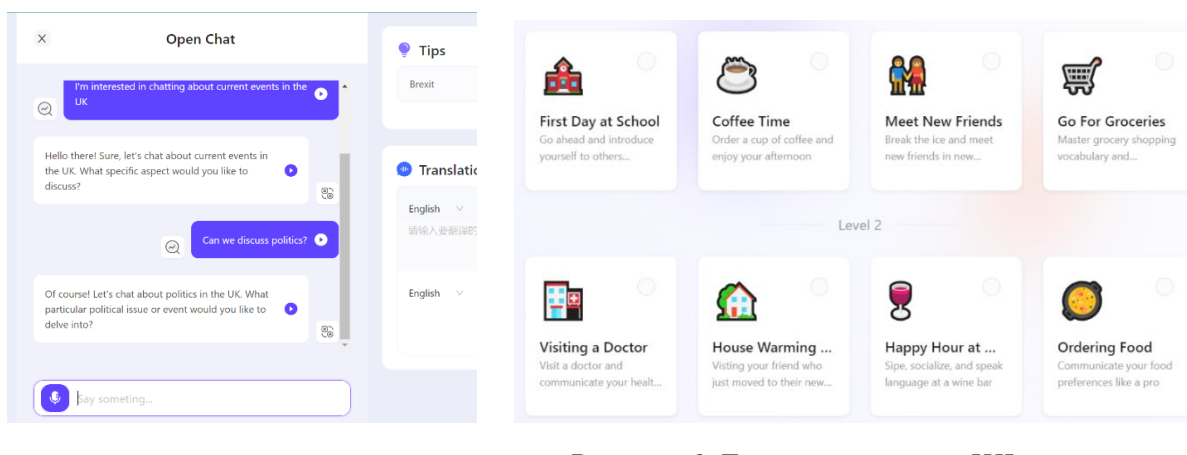 Open Chat
I'm interested in chatting about current events in the
UK
Hello there! Sure, let's chat about current events in
the UK. What specific aspect would you like to
discuss?
Can we discuss politics?
Of course! Let's chat about politics in the UK. What
particular political issue or event would you like to
delve into?
Say someting...
Tips
Brexit
English
请输入要翻译的
English
First Day at School
Go ahead and introduce
yourself to others...
Coffee Time
Order a cup of coffee and
enjoy your afternoon
Meet New Friends
Break the ice and meet
new friends in new...
Go For Groceries
Master grocery shopping
vocabulary and...
Level 2
Visiting a Doctor
Visit a doctor and
communicate your healt...
House Warming ...
Visting your friend who
just moved to their new...
Happy Hour at ...
Sipe, socialize, and speak
language at a wine bar
Ordering Food
Communicate your food
preferences like a pro